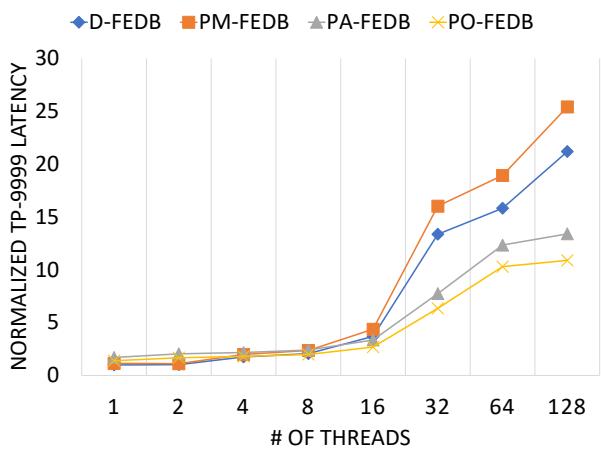 D-FEDB PM-FEDB PA-FEDB PO-FEDB
NORMALIZED TP-9999 LATENCY
30
25
20
15
10
5
0
1 2 4 8 16 32 64 128
# OF THREADS